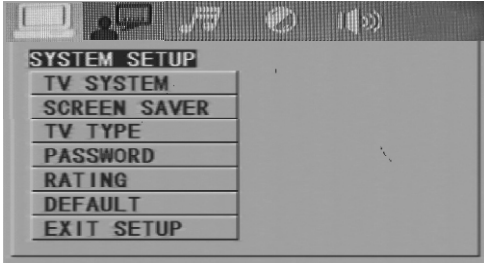 SYSTEM SETUP
TV SYSTEM
SCREEN SAVER
TV TYPE
PASSWORD
RATING
DEFAULT
EXIT SETUP